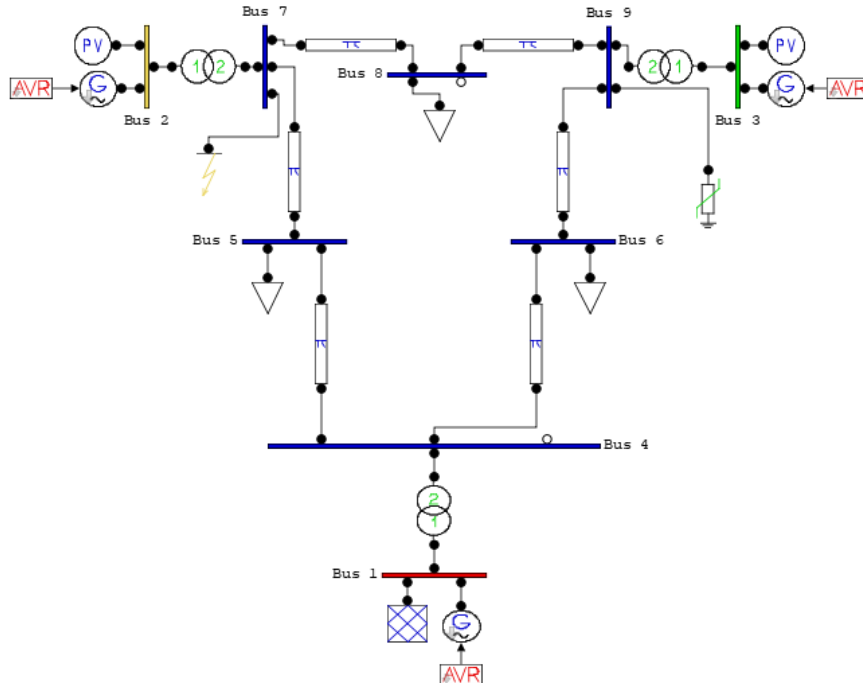 Bus 7
Bus 9
PV
PV
π
π
1 2
2 1
Bus 8
AVR
G
G
AVR
Bus 2
Bus 3
π
π
Bus 5
Bus 6
π
π
Bus 4
2
1
Bus 1
G
AVR